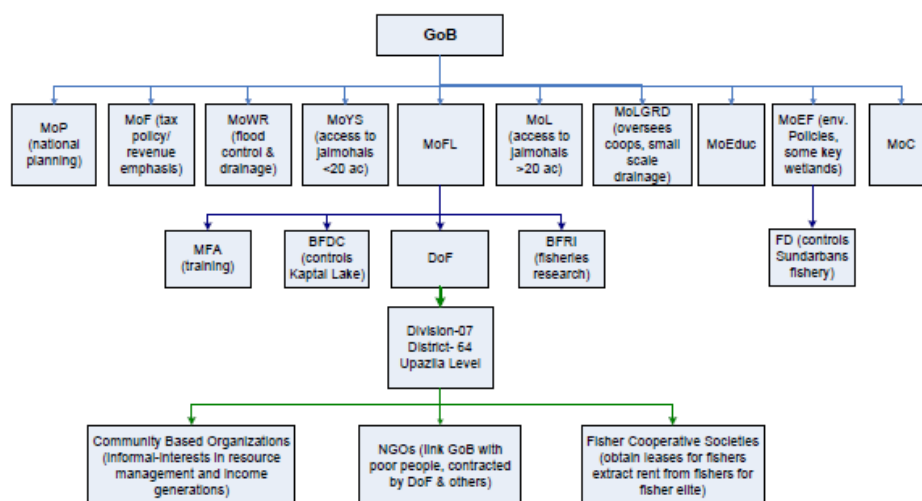 GoB
MoP
(national
planning)
MoF (tax
policy/
revenue
emphasis)
MoWR
(flood
control &
drainage)
MoYS
(access to
jalmohals
<20 ac)
MoFL
MoL
(access to
jalmohals
>20 ac)
MoLGRD
(oversees
coops, small
scale
drainage)
MoEduc
MoEF (env.
Policies,
some key
wetlands)
MoC
MFA
(training)
BFDC
(controls
Kaptai Lake)
DoF
BFRI
(fisheries
research)
FD (controls
Sundarbans
fishery)
Division-07
District- 64
Upazila Level
Community Based Organizations
(informal-interests in resource
management and income
generations)
NGOs (link GoB with
poor people, contracted
by DoF & others)
Fisher Cooperative Societies
(obtain leases for fishers
extract rent from fishers for
fisher elite)